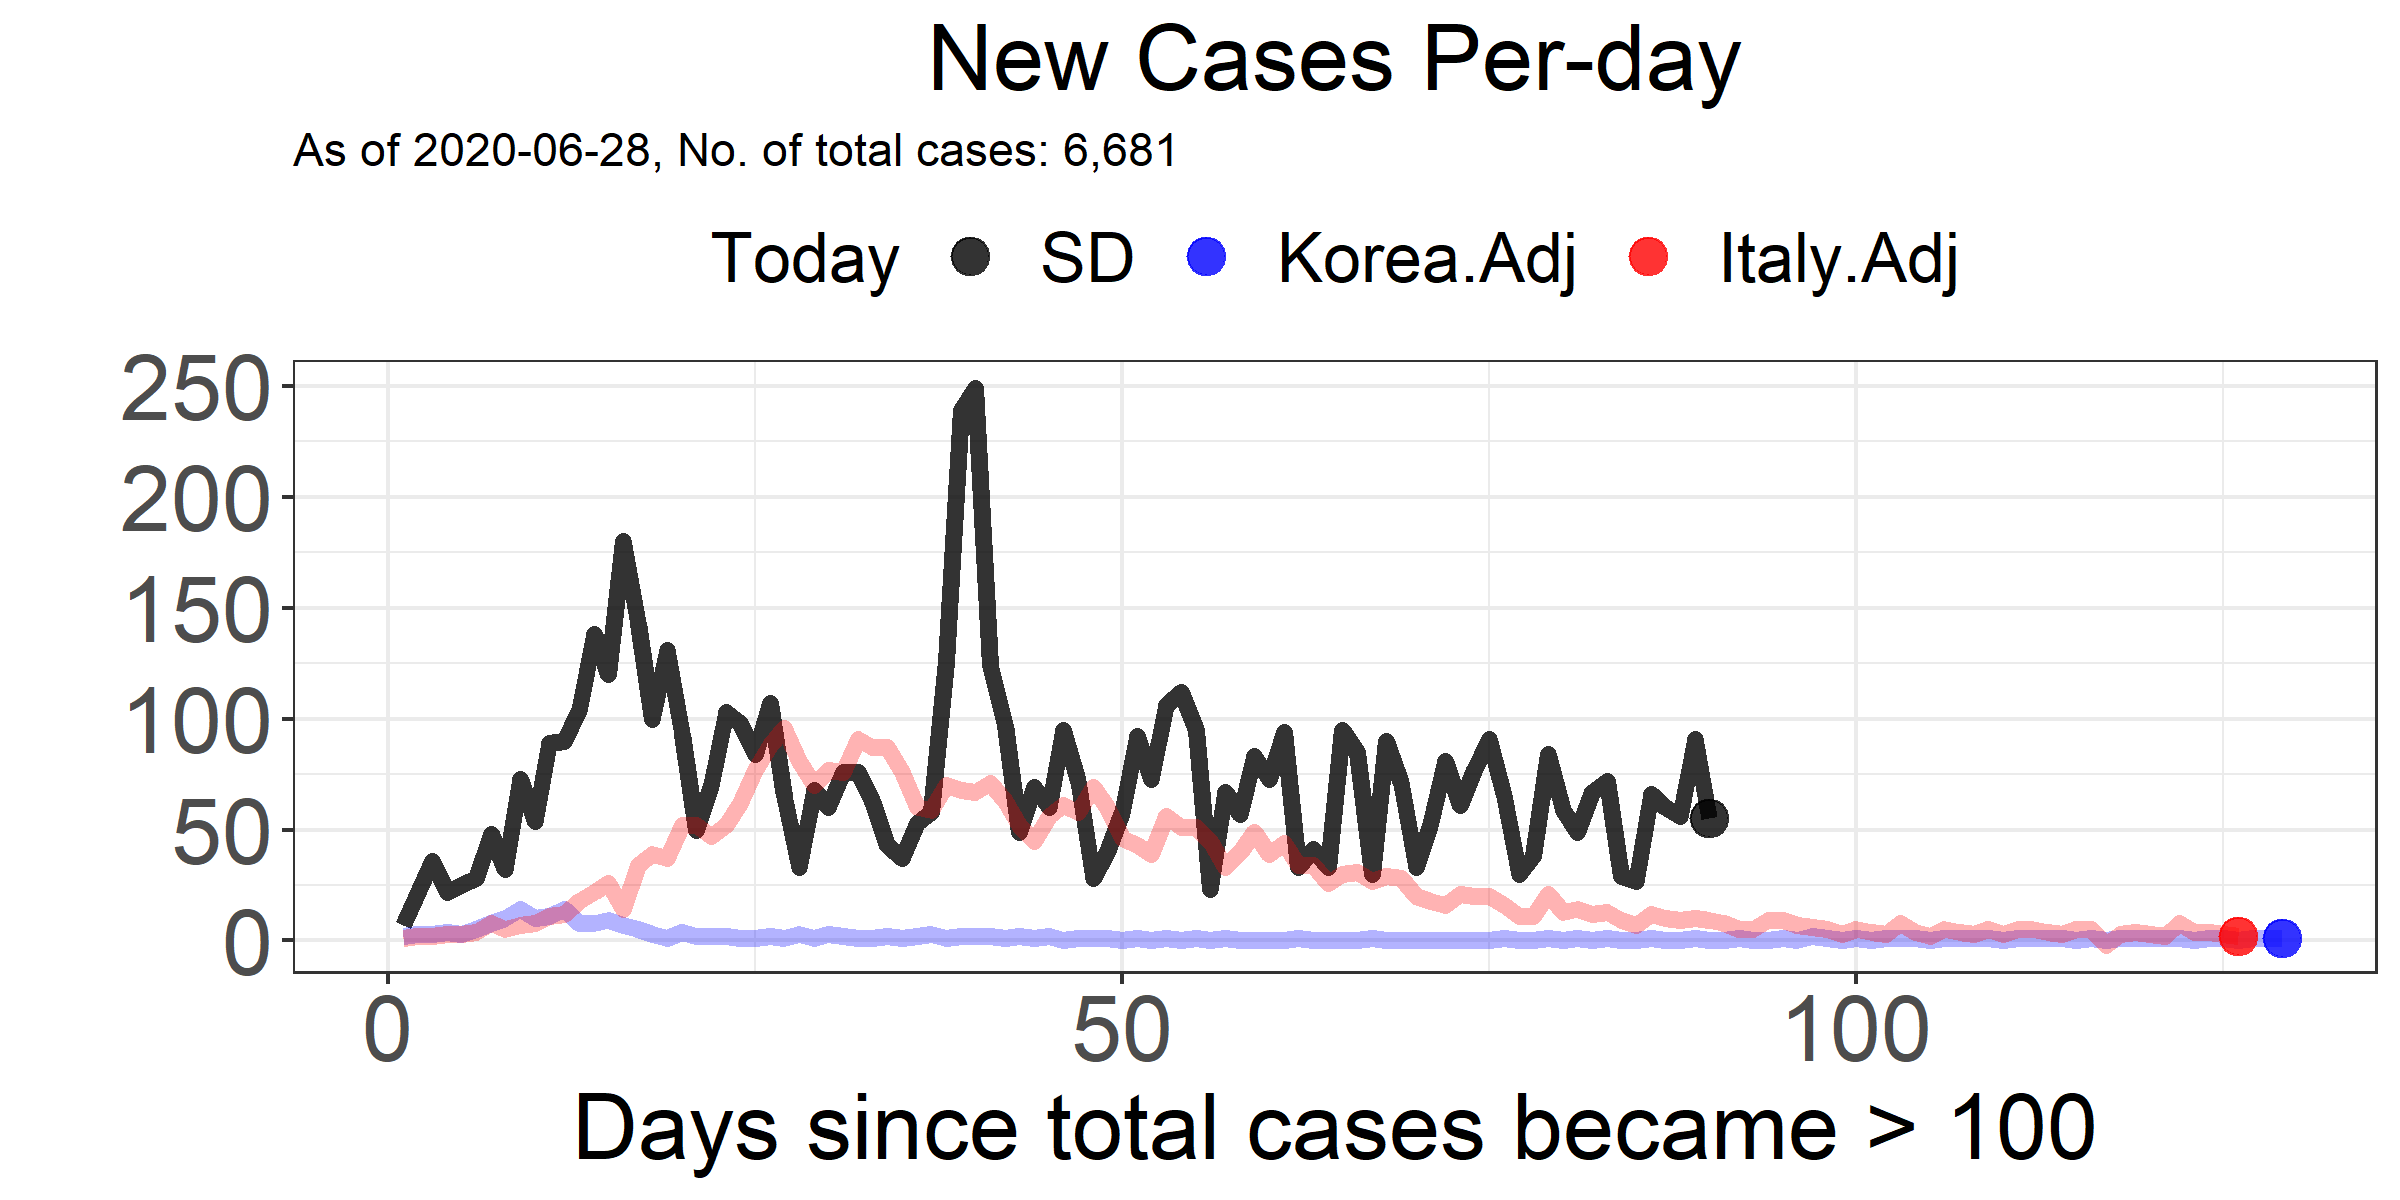 New Cases Per-day
As of 2020-06-28, No. of total cases: 6,681
Today SD Korea.Adj Italy.Adj
250
200
150
100
50
0
0 50 100
Days since total cases became > 100